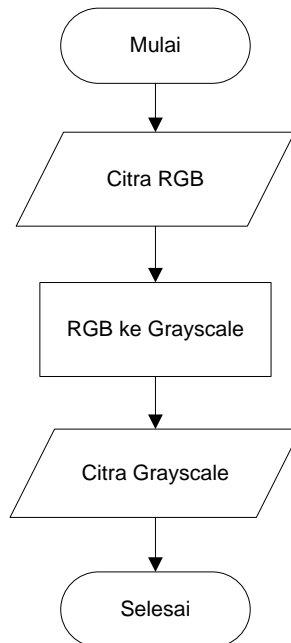 Mulai
Citra RGB
RGB ke Grayscale
Citra Grayscale
Selesai